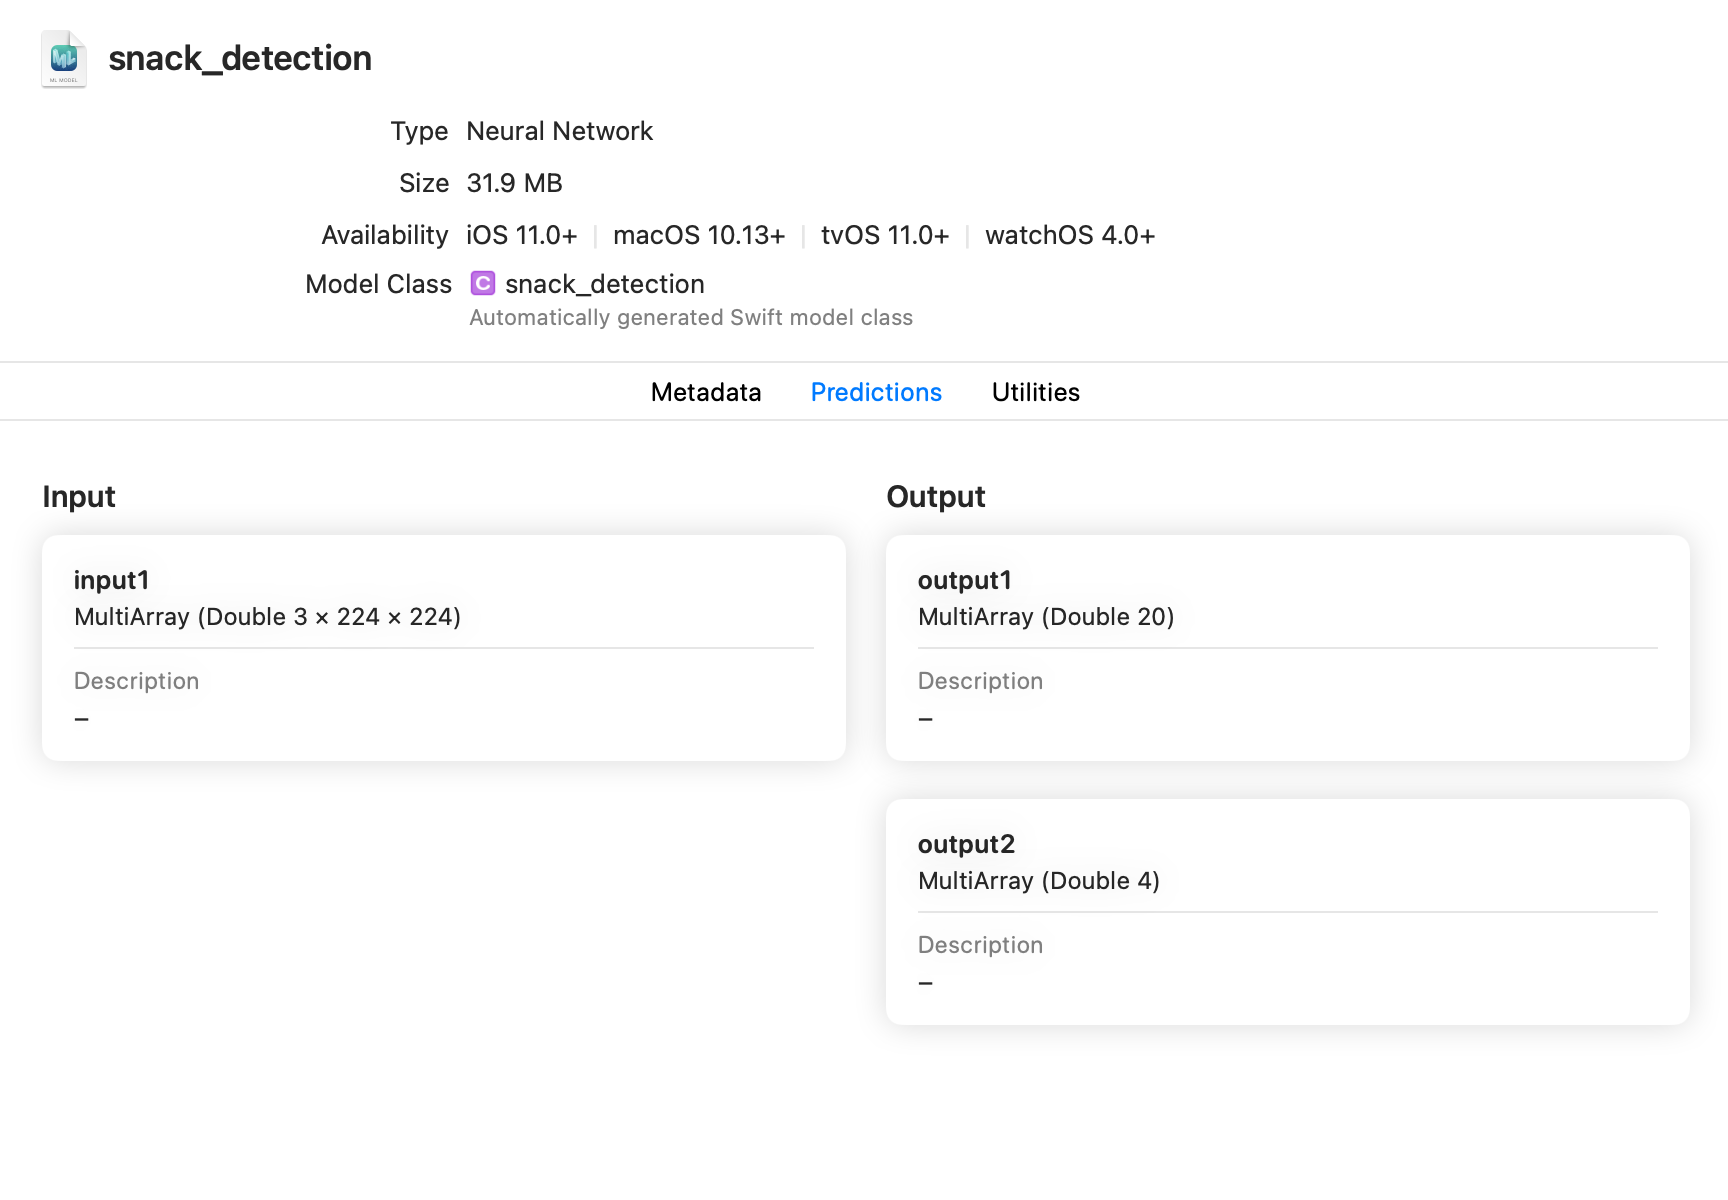 snack_detection
ML
ML MODEL
Type Neural Network
Size 31.9 MB
Availability iOS 11.0+ | macOS 10.13+ | tvOS 11.0+ | watchOS 4.0+
Model Class C snack_detection
Automatically generated Swift model class
Metadata Predictions Utilities
Input
input1
MultiArray (Double 3 × 224 × 224)
Description
–
Output
output1
MultiArray (Double 20)
Description
–
output2
MultiArray (Double 4)
Description
–